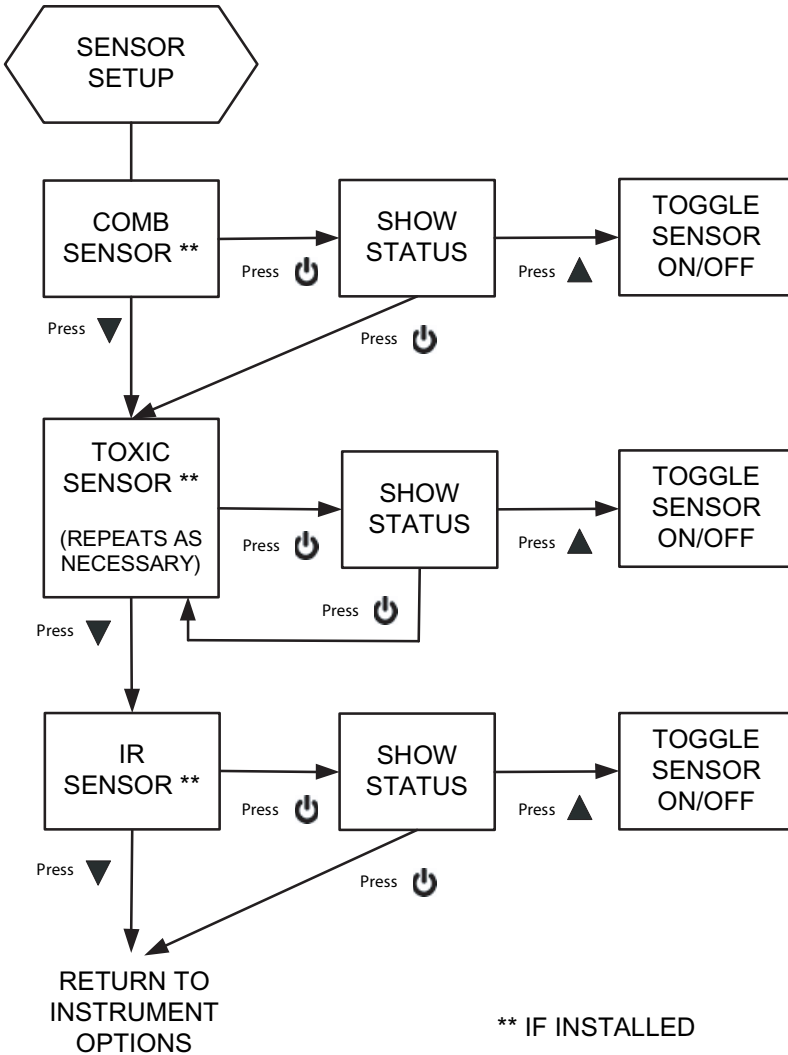 SENSOR
SETUP
COMB
SENSOR **
Press
SHOW
STATUS
Press
TOGGLE
SENSOR
ON/OFF
Press
Press
TOXIC
SENSOR **
(REPEATS AS
NECESSARY)
Press
SHOW
STATUS
Press
TOGGLE
SENSOR
ON/OFF
Press
Press
IR
SENSOR **
Press
SHOW
STATUS
Press
TOGGLE
SENSOR
ON/OFF
Press
Press
RETURN TO
INSTRUMENT
OPTIONS
** IF INSTALLED